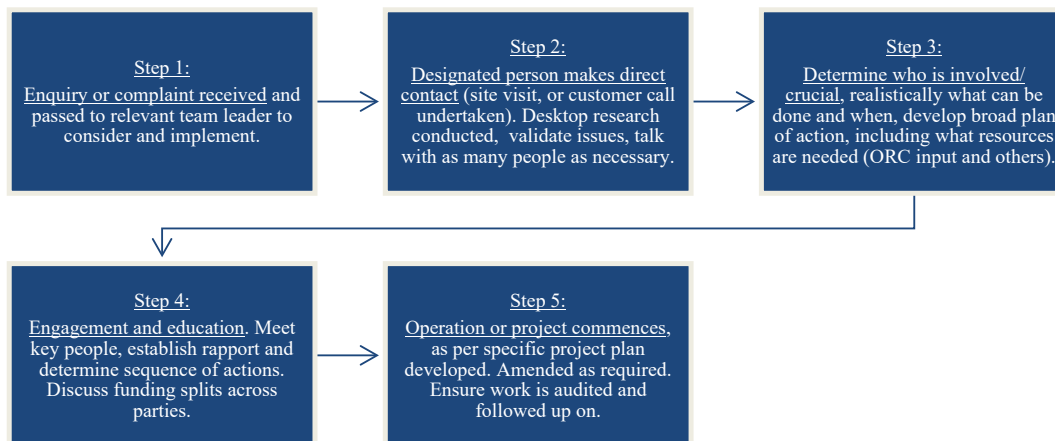 Step 1:
Enquiry or complaint received and
passed to relevant team leader to
consider and implement.
Step 2:
Designated person makes direct
contact (site visit, or customer call
undertaken). Desktop research
conducted, validate issues, talk
with as many people as necessary.
Step 3:
Determine who is involved/
crucial, realistically what can be
done and when, develop broad plan
of action, including what resources
are needed (ORC input and others).
Step 4:
Engagement and education. Meet
key people, establish rapport and
determine sequence of actions.
Discuss funding splits across
parties.
Step 5:
Operation or project commences,
as per specific project plan
developed. Amended as required.
Ensure work is audited and
followed up on.